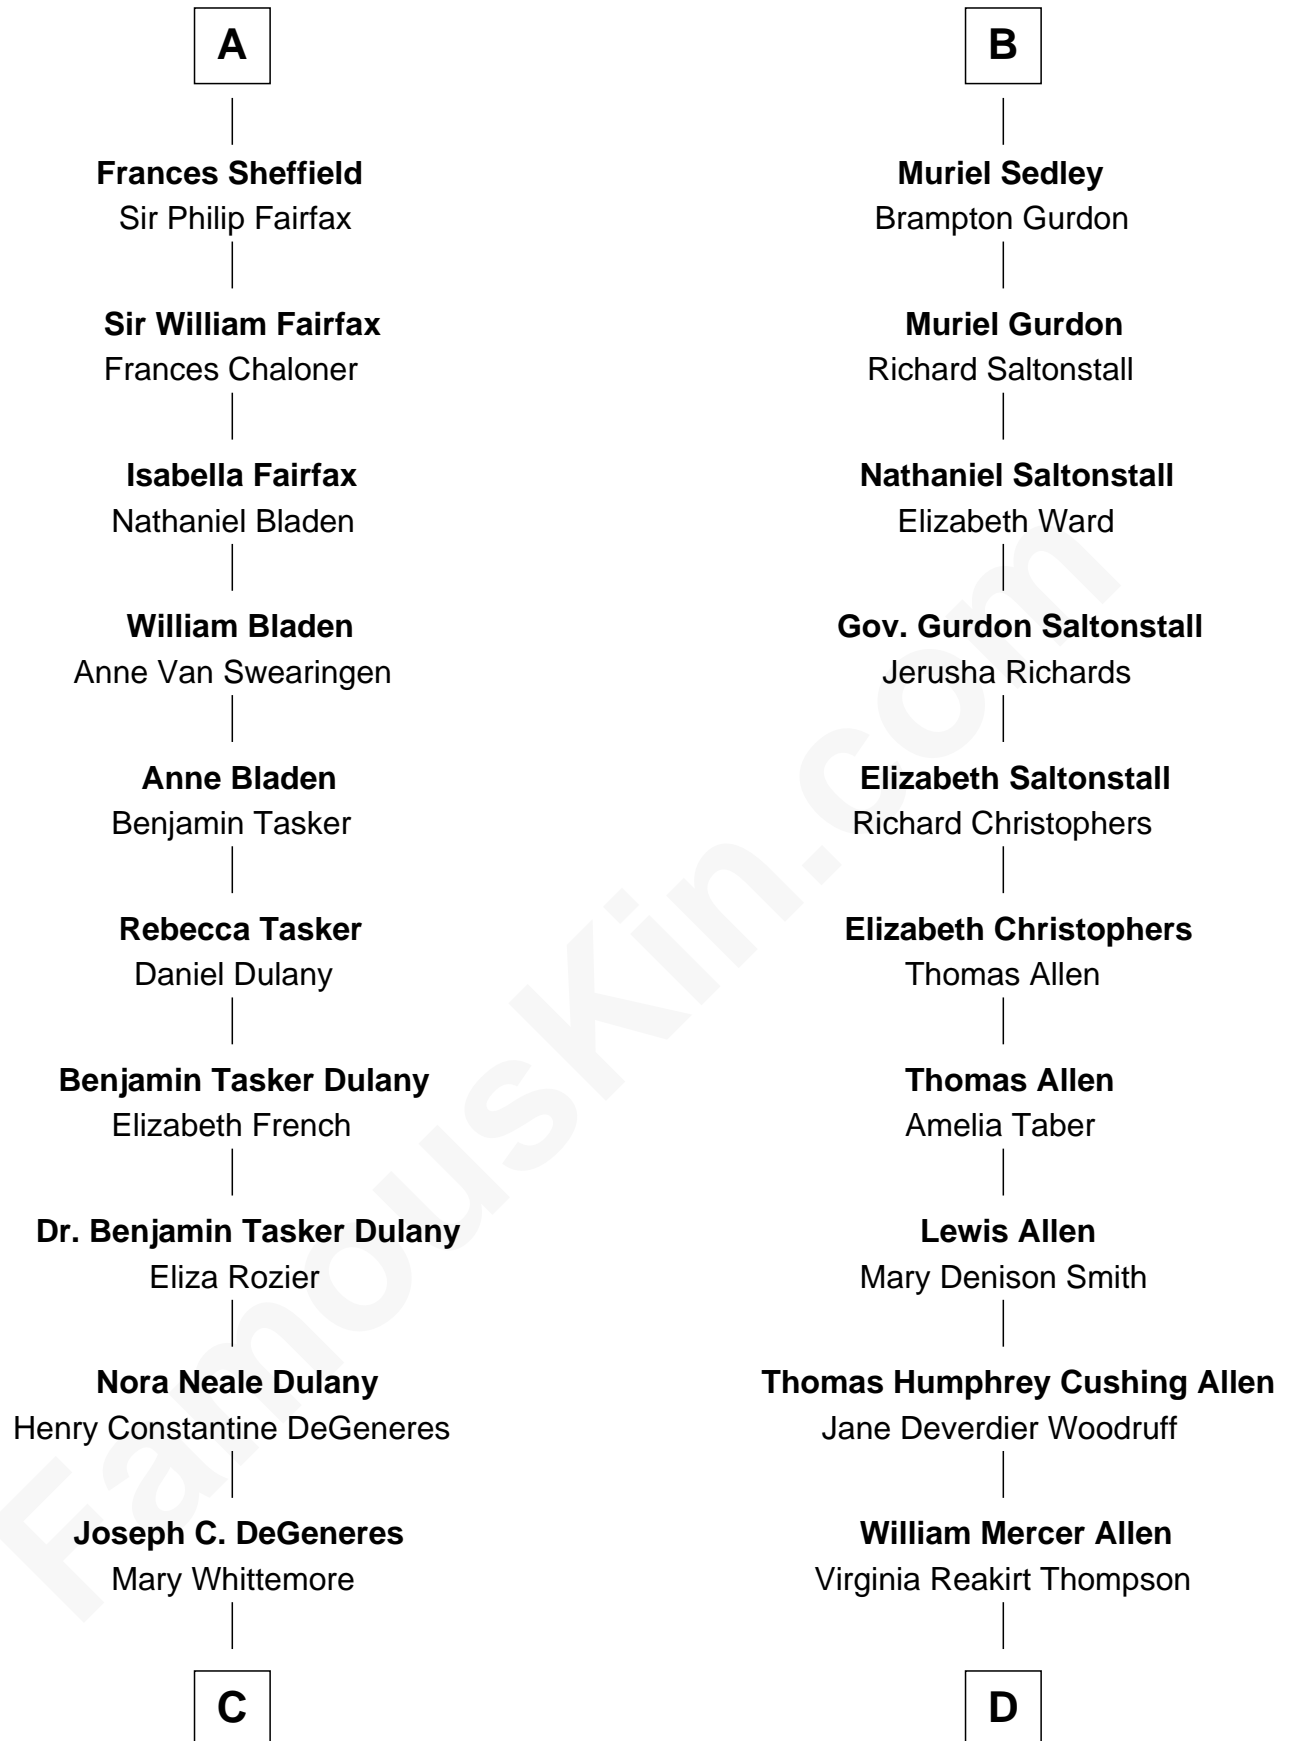 A
Frances Sheffield
Sir Philip Fairfax
Sir William Fairfax
Frances Chaloner
Isabella Fairfax
Nathaniel Bladen
William Bladen
Anne Van Swearingen
Anne Bladen
Benjamin Tasker
Rebecca Tasker
Daniel Dulany
Benjamin Tasker Dulany
Elizabeth French
Dr. Benjamin Tasker Dulany
Eliza Rozier
Nora Neale Dulany
Henry Constantine DeGeneres
Joseph C. DeGeneres
Mary Whittemore
C
B
Muriel Sedley
Brampton Gurdon
Muriel Gurdon
Richard Saltonstall
Nathaniel Saltonstall
Elizabeth Ward
Gov. Gurdon Saltonstall
Jerusha Richards
Elizabeth Saltonstall
Richard Christophers
Elizabeth Christophers
Thomas Allen
Thomas Allen
Amelia Taber
Lewis Allen
Mary Denison Smith
Thomas Humphrey Cushing Allen
Jane Deverdier Woodruff
William Mercer Allen
Virginia Reakirt Thompson
D
FamousKin.com